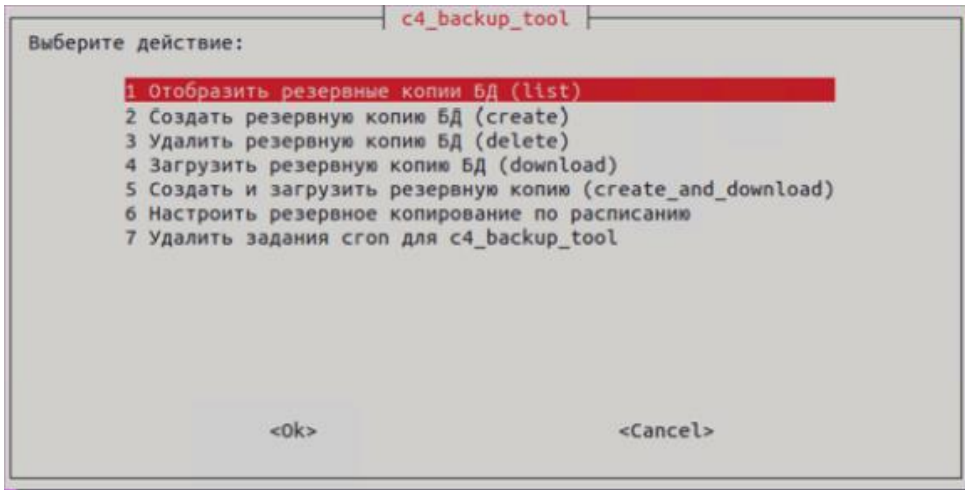 c4_backup_tool
Выберите действие:
1 Отобразить резервные копии БД (list)
2 Создать резервную копию БД (create)
3 Удалить резервную копию БД (delete)
4 Загрузить резервную копию БД (download)
5 Создать и загрузить резервную копию (create_and_download)
6 Настроить резервное копирование по расписанию
7 Удалить задания cron для c4_backup_tool
<Ok> <Cancel>